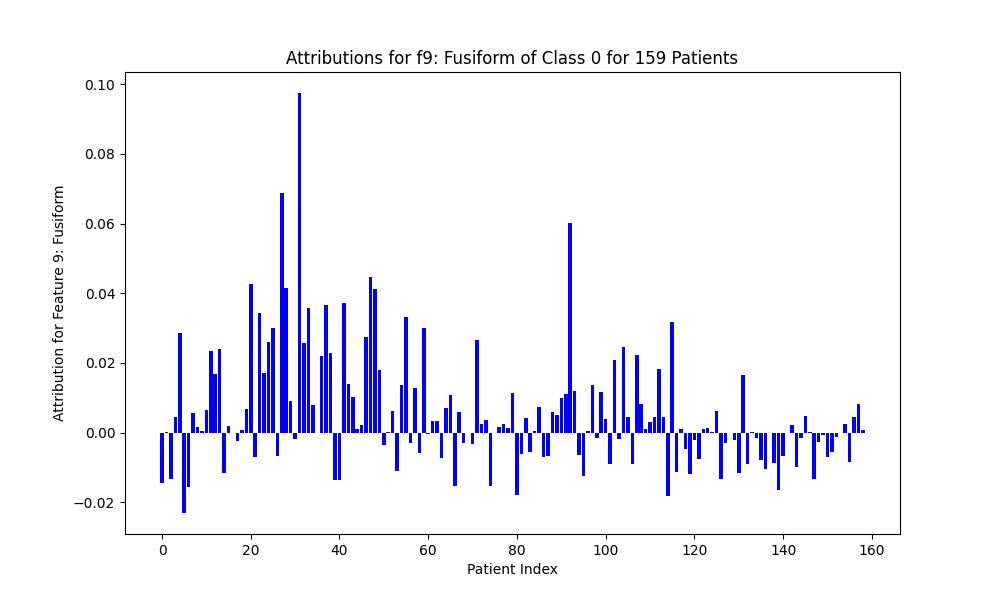 Attributions for f9: Fusiform of Class 0 for 159 Patients
Attribution for Feature 9: Fusiform
0.10
0.08
0.06
0.04
0.02
0.00
−0.02
0 20 40 60 80 100 120 140 160
Patient Index